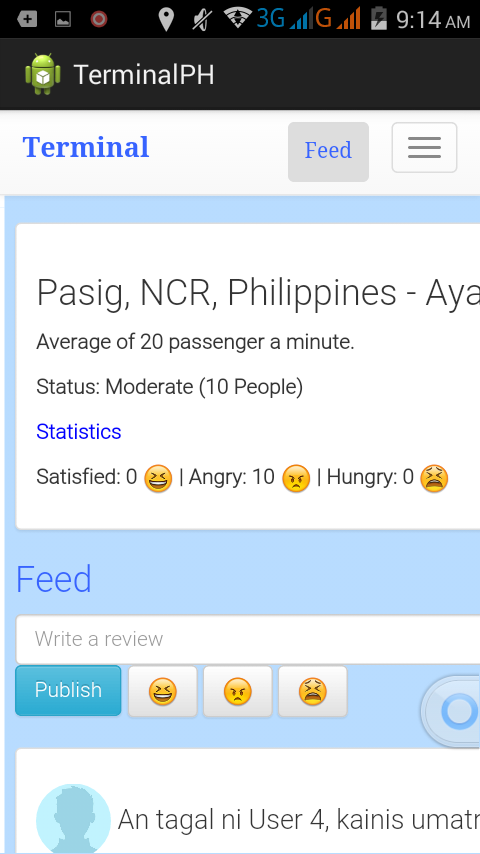 3G G 9:14 AM
TerminalPH
Terminal Feed
Pasig, NCR, Philippines - Aya
Average of 20 passenger a minute.
Status: Moderate (10 People)
Statistics
Satisfied: 0 😆 | Angry: 10 😠 | Hungry: 0 😫
Feed
Write a review
Publish 😆 😠 😫
An tagal ni User 4, kainis umatr